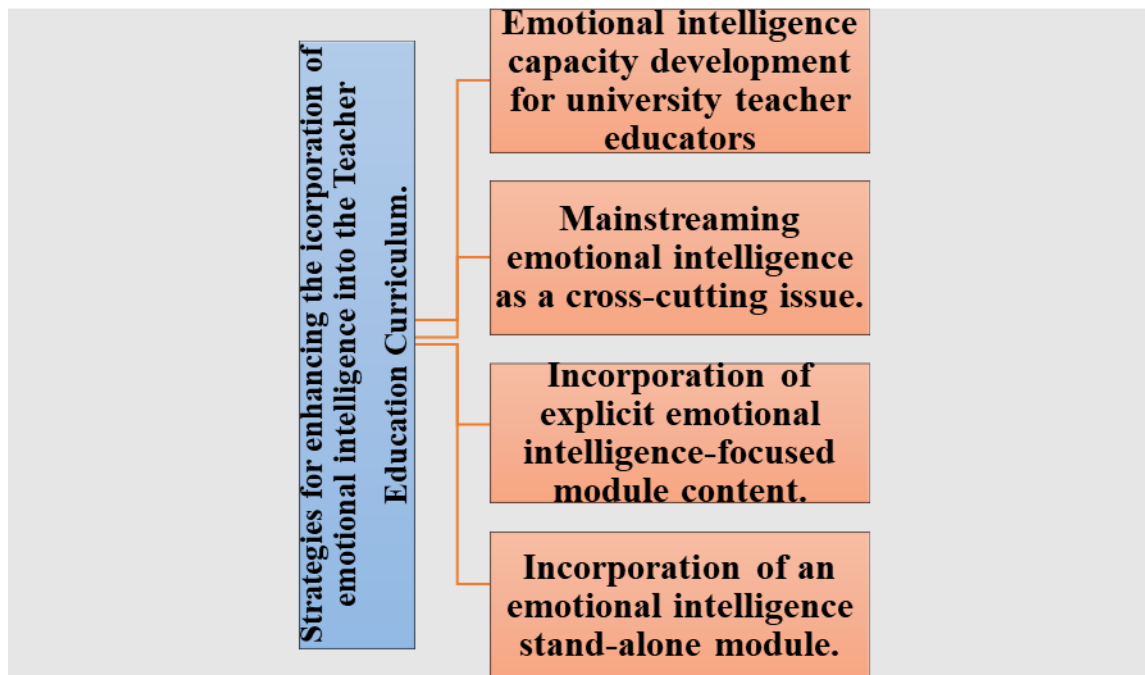 Strategies for enhancing the icorporation of
emotional intelligence into the Teacher
Education Curriculum.
Emotional intelligence
capacity development
for university teacher
educators
Mainstreaming
emotional intelligence
as a cross-cutting issue.
Incorporation of
explicit emotional
intelligence-focused
module content.
Incorporation of an
emotional intelligence
stand-alone module.